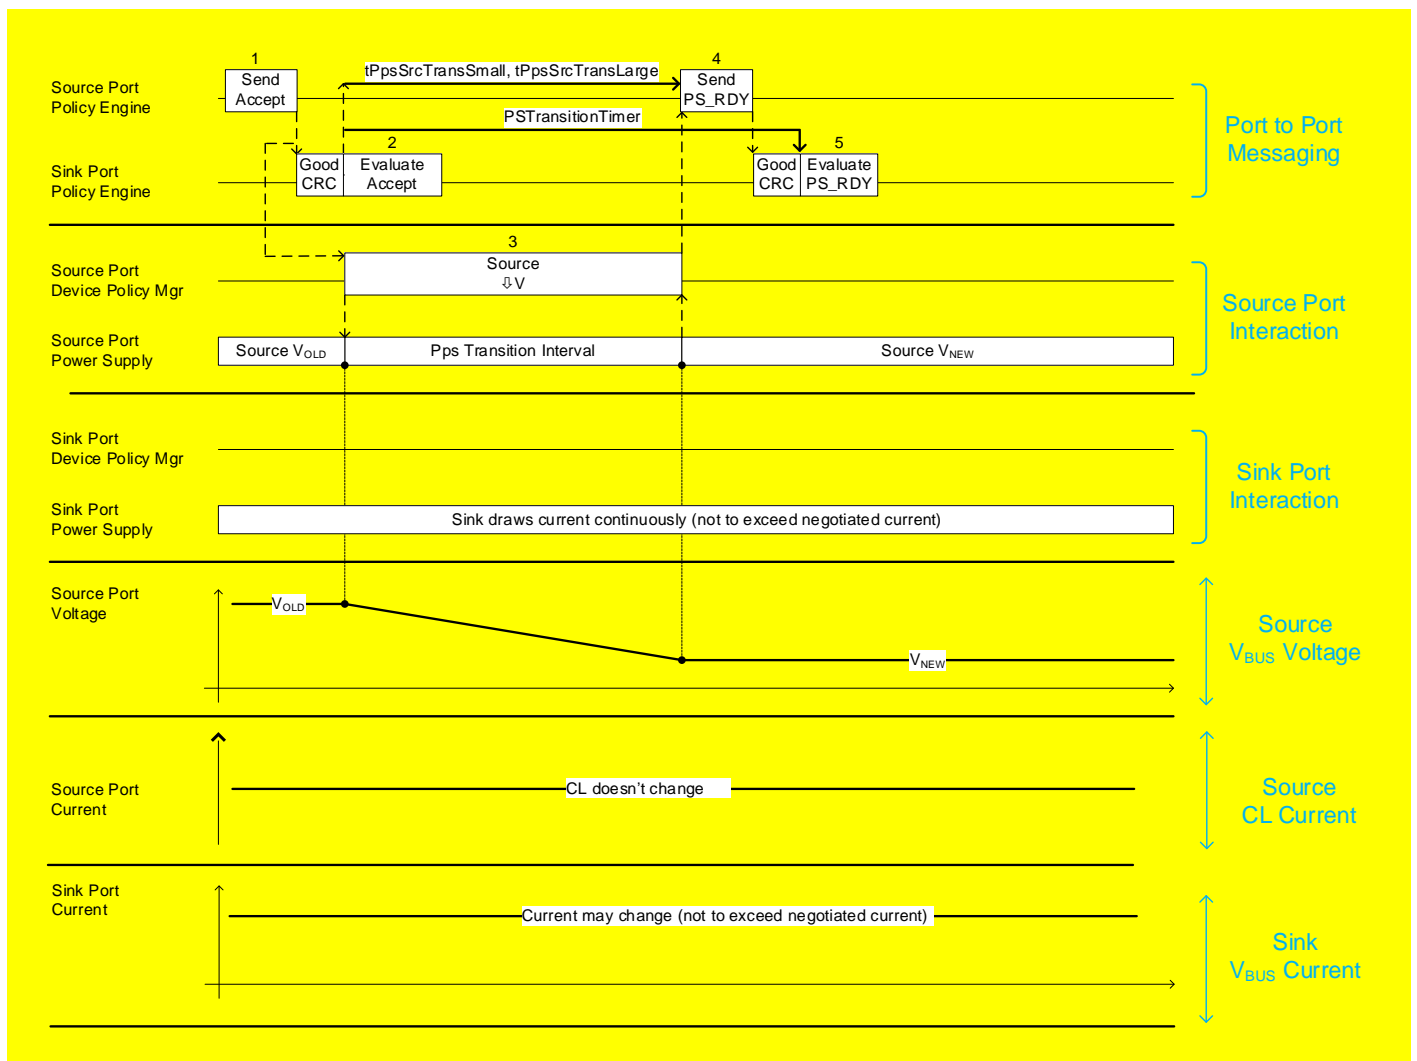 1
Send
Accept
tPpsSrcTransSmall, tPpsSrcTransLarge
4
Send
PS_RDY
Source Port
Policy Engine
PSTransitionTimer
Port to Port
Messaging
2
5
Good
CRC
Evaluate
Accept
Good
CRC
Evaluate
PS_RDY
Sink Port
Policy Engine
3
Source
⇩V
Source Port
Device Policy Mgr
Source Port
Interaction
Source Port
Power Supply
Source VOLD
Pps Transition Interval
Source VNEW
Sink Port
Device Policy Mgr
Sink Port
Interaction
Sink Port
Power Supply
Sink draws current continuously (not to exceed negotiated current)
Source Port
Voltage
VOLD
VNEW
Source
VBUS Voltage
Source Port
Current
CL doesn't change
Source
CL Current
Sink Port
Current
Current may change (not to exceed negotiated current)
Sink
VBUS Current